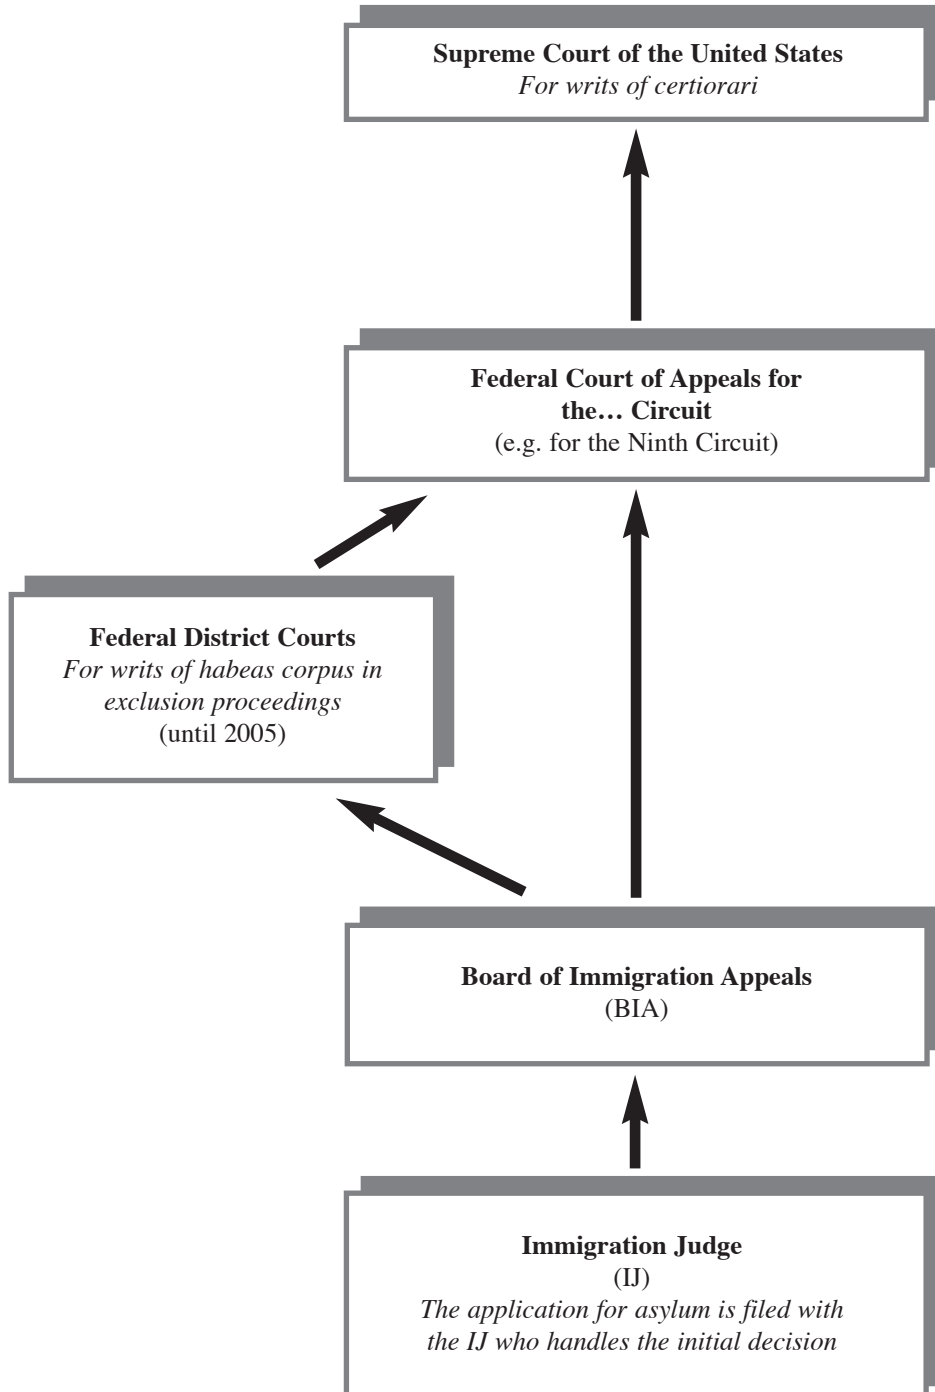 Supreme Court of the United States
For writs of certiorari
Federal Court of Appeals for
the… Circuit
(e.g. for the Ninth Circuit)
Federal District Courts
For writs of habeas corpus in
exclusion proceedings
(until 2005)
Board of Immigration Appeals
(BIA)
Immigration Judge
(IJ)
The application for asylum is filed with
the IJ who handles the initial decision